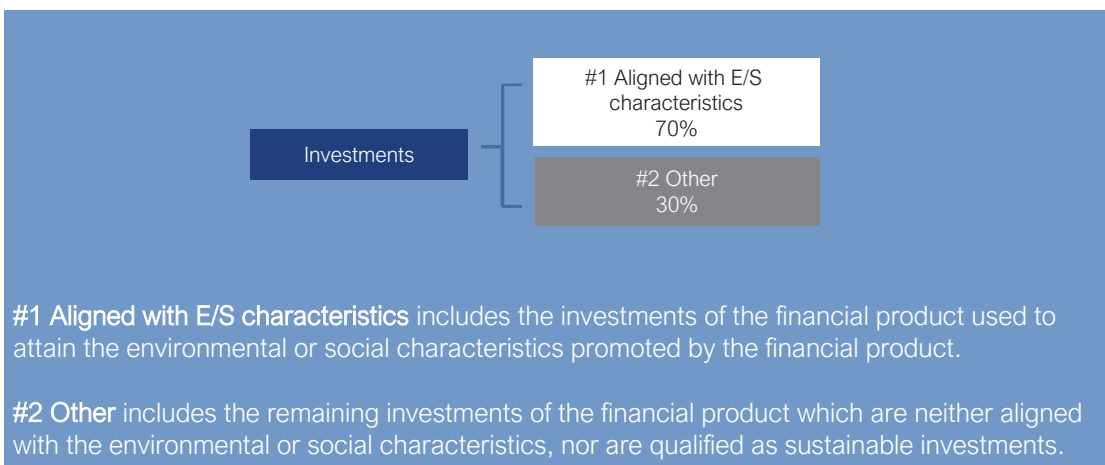 #1 Aligned with E/S
characteristics
70%
Investments
#2 Other
30%
#1 Aligned with E/S characteristics includes the investments of the financial product used to
attain the environmental or social characteristics promoted by the financial product.
#2 Other includes the remaining investments of the financial product which are neither aligned
with the environmental or social characteristics, nor are qualified as sustainable investments.